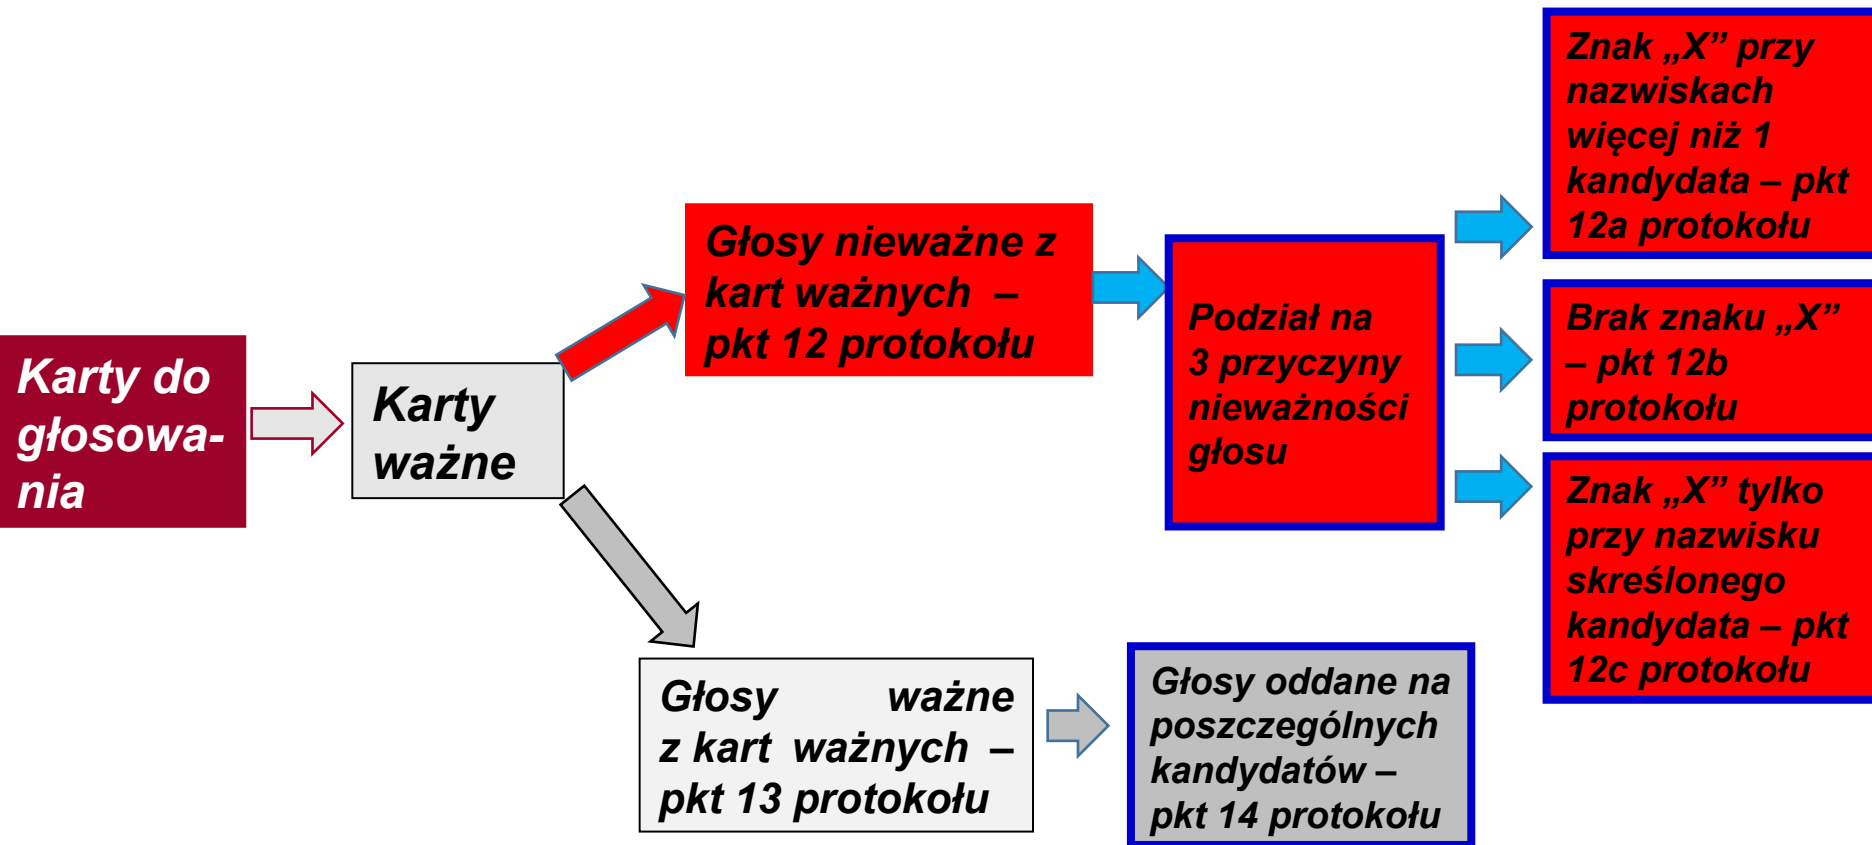 Karty do
głosowa-
nia
Karty
ważne
Głosy nieważne z
kart ważnych –
pkt 12 protokołu
Podział na
3 przyczyny
nieważności
głosu
Znak „X” przy
nazwiskach
więcej niż 1
kandydata – pkt
12a protokołu
Brak znaku „X”
– pkt 12b
protokołu
Znak „X” tylko
przy nazwisku
skreślonego
kandydata – pkt
12c protokołu
Głosy ważne
z kart ważnych –
pkt 13 protokołu
Głosy oddane na
poszczególnych
kandydatów –
pkt 14 protokołu